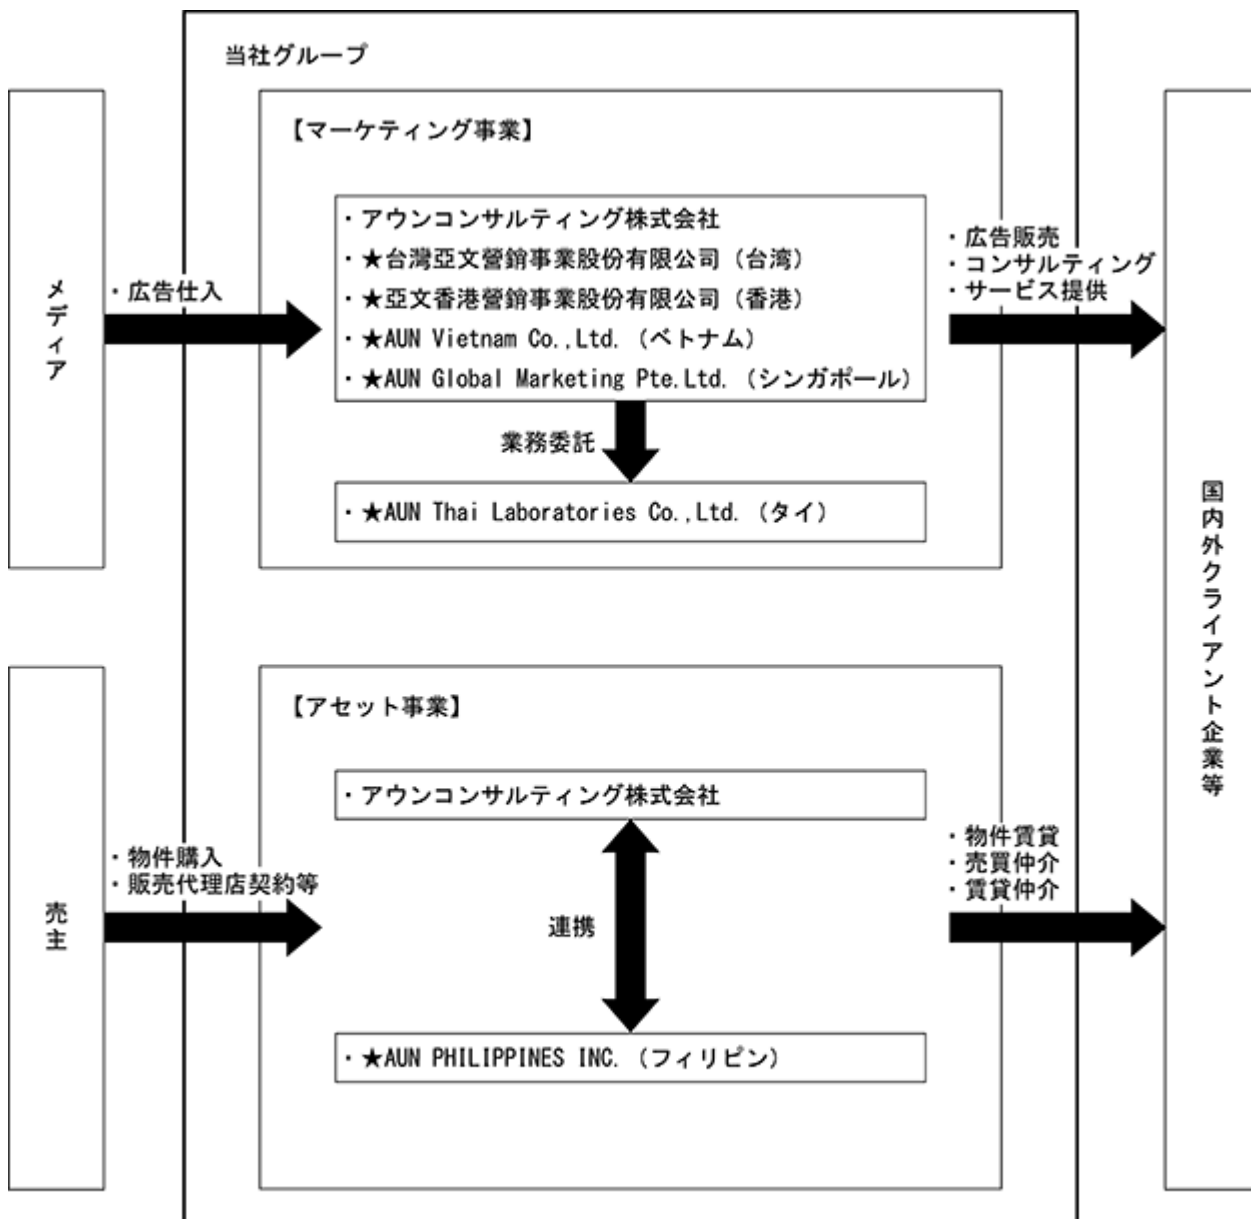 当社グループ
メディア
・広告仕入
【マーケティング事業】
・アウンコンサルティング株式会社
・★台灣亞文營銷事業股份有限公司（台湾）
・★亞文香港營銷事業股份有限公司（香港）
・★AUN Vietnam Co.,Ltd.（ベトナム）
・★AUN Global Marketing Pte.Ltd.（シンガポール）
業務委託
・★AUN Thai Laboratories Co.,Ltd.（タイ）
・広告販売
・コンサルティング
・サービス提供
国内外クライアント企業等
売主
・物件購入
・販売代理店契約等
【アセット事業】
・アウンコンサルティング株式会社
連携
・★AUN PHILIPPINES INC.（フィリピン）
・物件賃貸
・売買仲介
・賃貸仲介